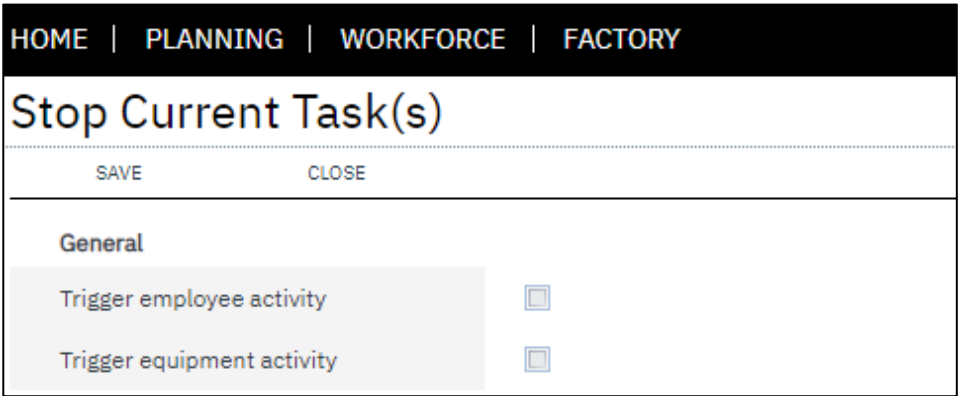 HOME | PLANNING | WORKFORCE | FACTORY
Stop Current Task(s)
SAVE CLOSE
General
Trigger employee activity
Trigger equipment activity